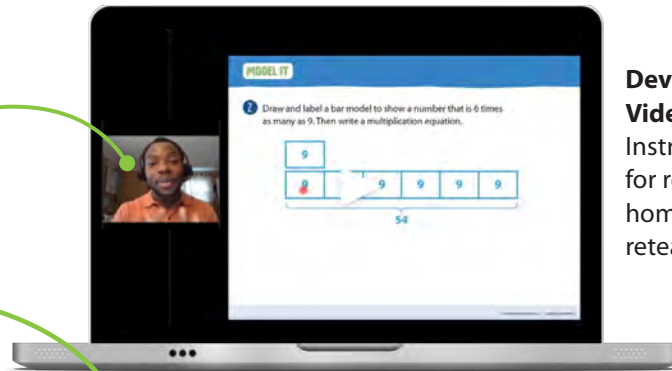 MODEL IT
2 Draw and label a bar model to show a number that is 6 times
as many as 9. Then write a multiplication equation.
9
9 9 9 9 9
54
Dev
Vide
Instr
for re
hom
retea